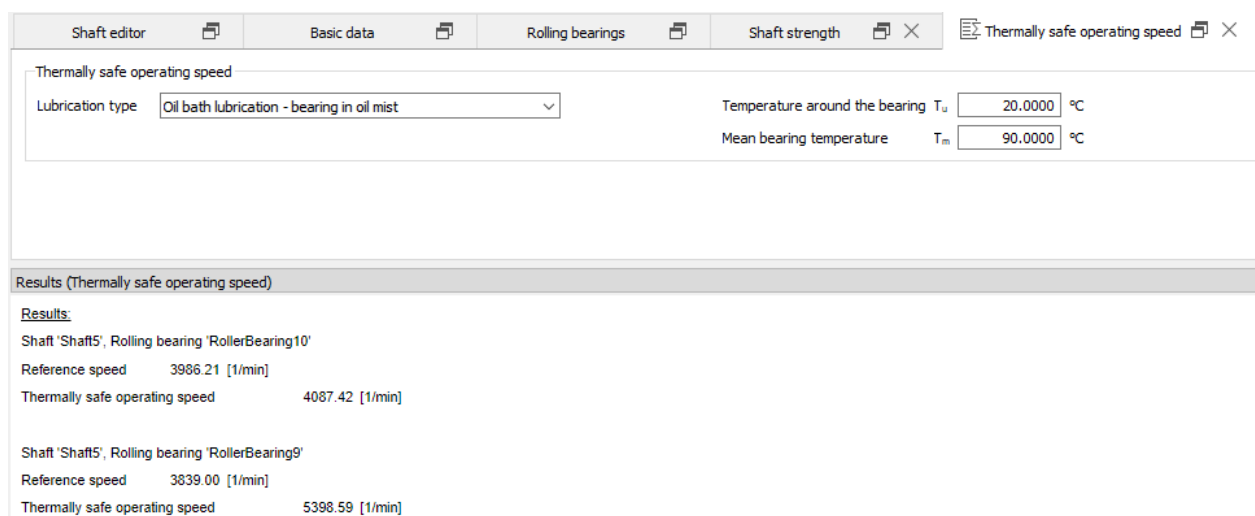 Shaft editor Basic data Rolling bearings Shaft strength Thermally safe operating speed
Thermally safe operating speed
Lubrication type Oil bath lubrication - bearing in oil mist Temperature around the bearing Tu 20.0000 °C
Mean bearing temperature Tm 90.0000 °C
Results (Thermally safe operating speed)
Results:
Shaft 'Shaft5', Rolling bearing 'RollerBearing10'
Reference speed 3986.21 [1/min]
Thermally safe operating speed 4087.42 [1/min]
Shaft 'Shaft5', Rolling bearing 'RollerBearing9'
Reference speed 3839.00 [1/min]
Thermally safe operating speed 5398.59 [1/min]